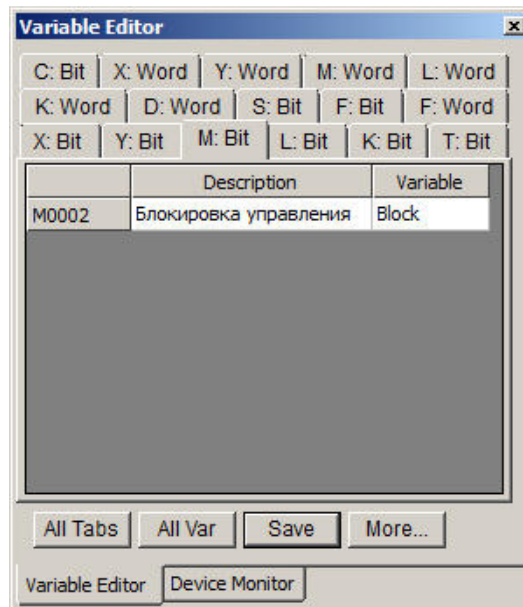 Variable Editor
C: Bit X: Word Y: Word M: Word L: Word
K: Word D: Word S: Bit F: Bit F: Word
X: Bit Y: Bit M: Bit L: Bit K: Bit T: Bit
Description Variable
M0002 Блокировка управления Block
All Tabs All Var Save More...
Variable Editor Device Monitor